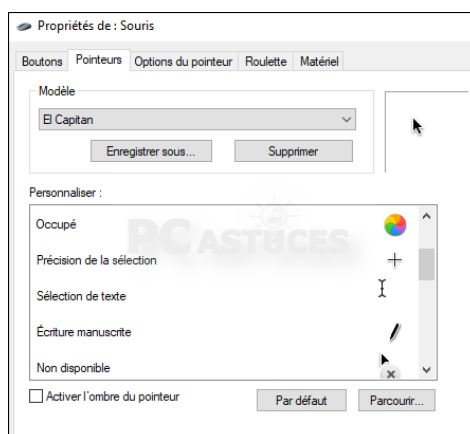 Propriétés de : Souris
Boutons Pointeurs Options du pointeur Roulette Matériel
Modèle
El Capitan
Enregistrer sous... Supprimer
Personnaliser :
Occupé
PC ASTUCES
Précision de la sélection
Sélection de texte
Écriture manuscrite
Non disponible
Activer l'ombre du pointeur Par défaut Parcourir...